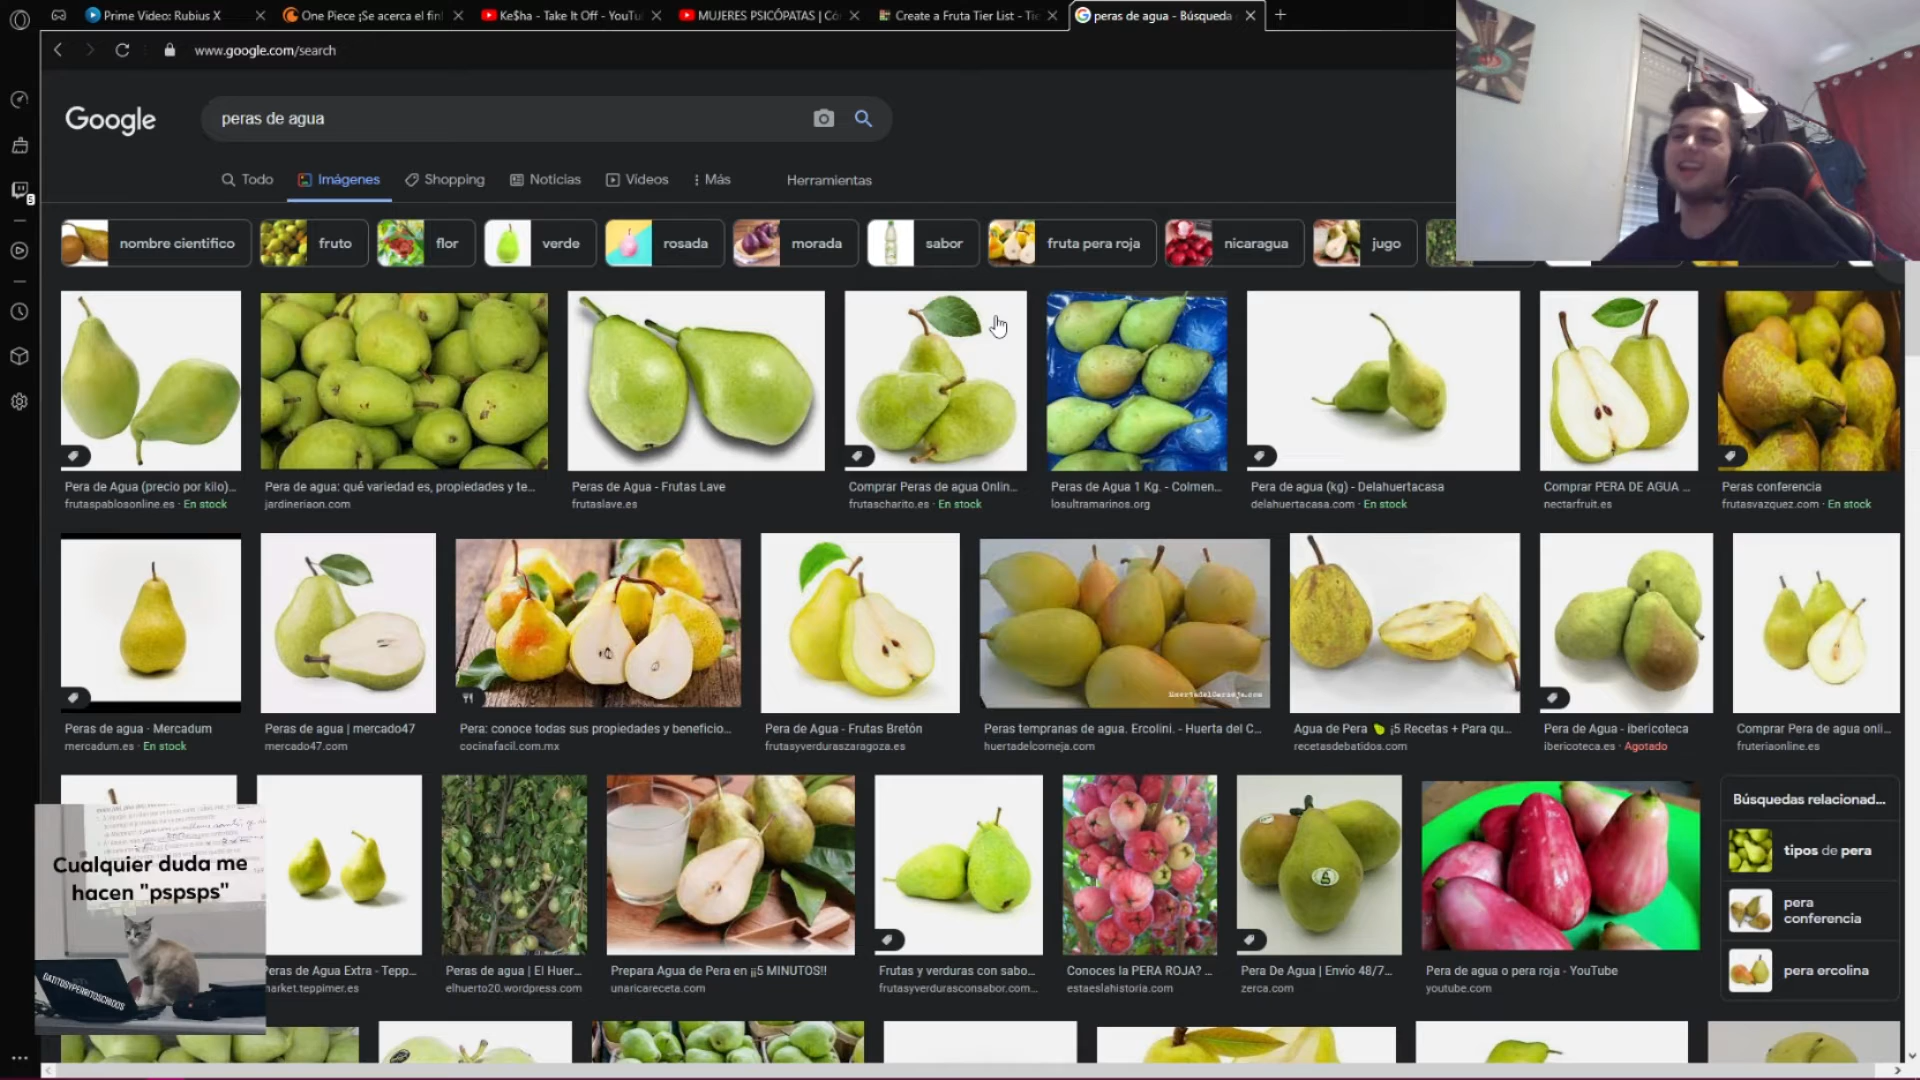 Prime Video: Rubius X
One Piece ¡Se acerca el fin
Ke$ha - Take It Off - YouTu
MUJERES PSICÓPATAS | Có
Create a Fruta Tier List - Tie
peras de agua - Búsqueda
www.google.com/search
Google
peras de agua
Todo
Imágenes
Shopping
Noticias
Vídeos
Más
Herramientas
nombre cientifico
fruto
flor
verde
rosada
morada
sabor
fruta pera roja
nicaragua
jugo
Pera de Agua (precio por kilo)...
frutaspablosonline.es · En stock
Pera de agua: qué variedad es, propiedades y te...
jardineriaon.com
Peras de Agua - Frutas Lave
frutaslave.es
Comprar Peras de agua Onlin...
frutascharito.es · En stock
Peras de Agua 1 Kg. - Colmen...
losultramarinos.org
Pera de agua (kg) - Delahuertacasa
delahuertacasa.com · En stock
Comprar PERA DE AGUA ...
nectarfruit.es
Peras conferencia
frutasvazquez.com · En stock
Peras de agua - Mercadum
mercadum.es · En stock
Peras de agua | mercado47
mercado47.com
Pera: conoce todas sus propiedades y beneficio...
cocinafacil.com.mx
Pera de Agua - Frutas Bretón
frutasyverduraszaragoza.es
huertadelcorneja.com
Peras tempranas de agua. Ercolini. - Huerta del C...
huertadelcorneja.com
Agua de Pera 🍐 ¡5 Recetas + Para qu...
recetasdebatidos.com
Pera de Agua - ibericoteca
ibericoteca.es · Agotado
Comprar Pera de agua onli...
fruteriaonline.es
Cualquier duda me
hacen "pspsps"
GATITOSYPERRITOSCHIDOS
Peras de Agua Extra - Tepp...
market.teppimer.es
Peras de agua | El Huer...
elhuerto20.wordpress.com
Prepara Agua de Pera en ¡¡5 MINUTOS!!
unaricareceta.com
Frutas y verduras con sabo...
frutasyverdurasconsabor.com...
Conoces la PERA ROJA? ...
estaeslahistoria.com
Pera De Agua | Envío 48/7...
zerca.com
Pera de agua o pera roja - YouTube
youtube.com
Búsquedas relacionad...
tipos de pera
pera
conferencia
pera ercolina